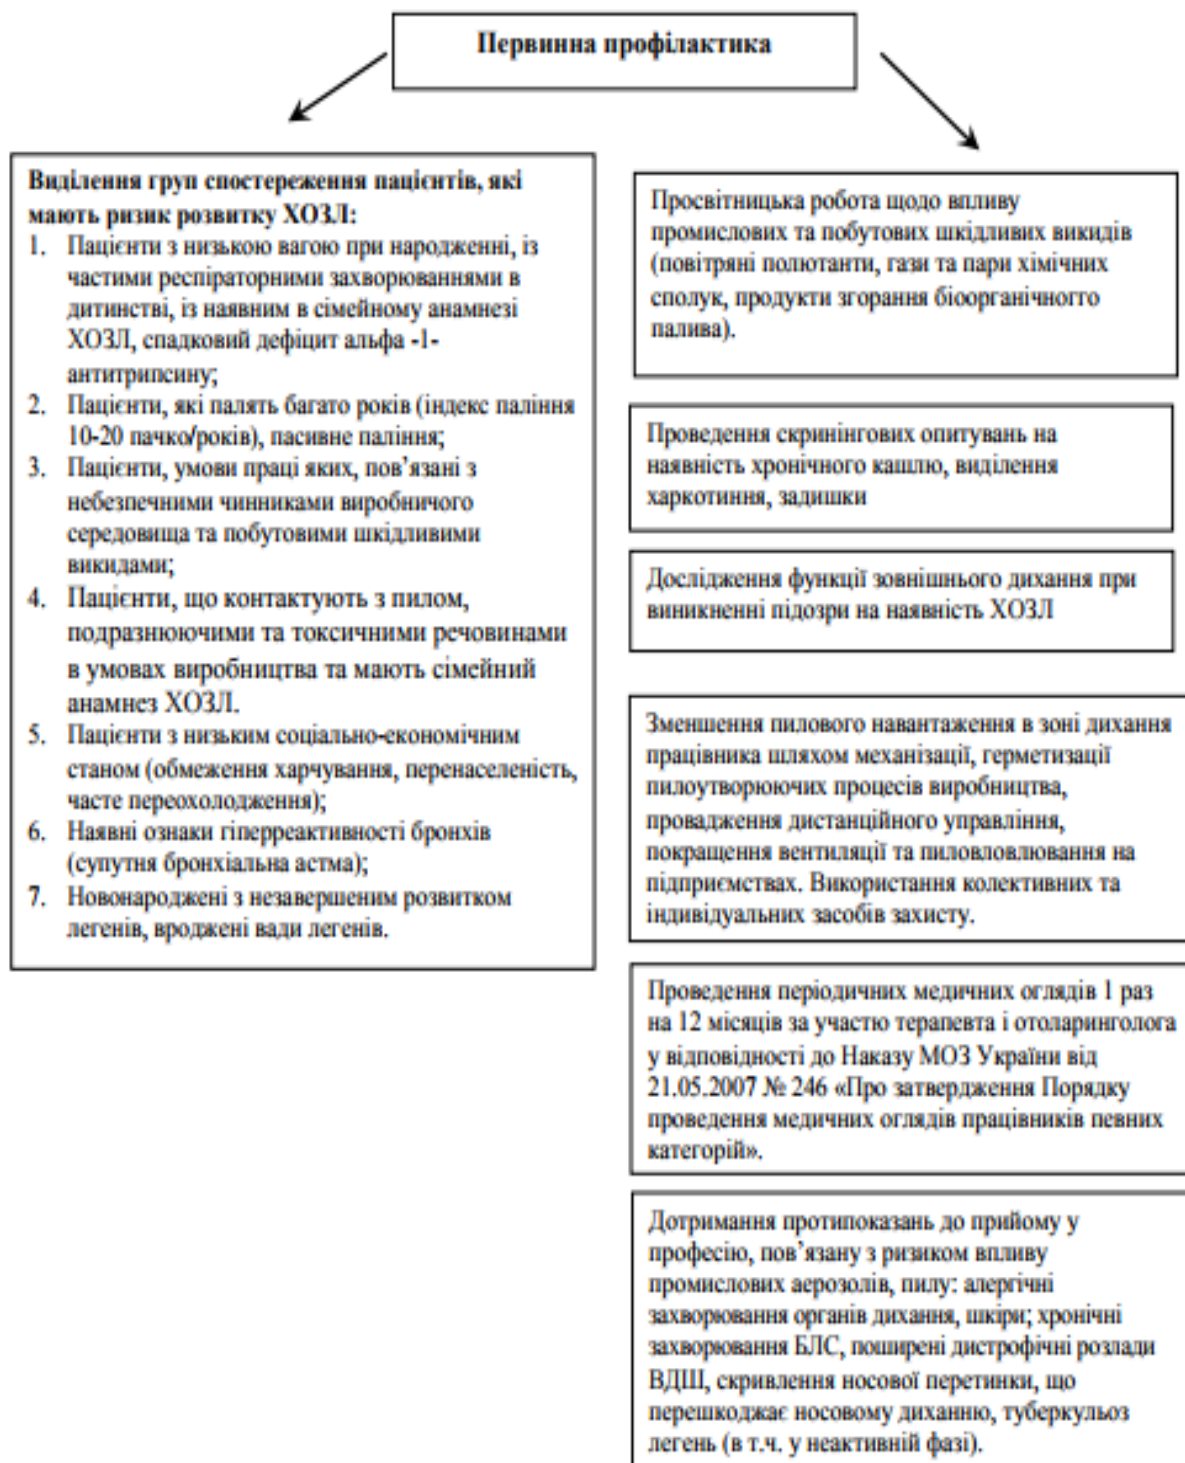 Первинна профілактика
Виділення груп спостереження пацієнтів, які
мають ризик розвитку ХОЗЛ:
1. Пацієнти з низькою вагою при народженні, із
частими респіраторними захворюваннями в
дитинстві, із наявним в сімейному анамнезі
ХОЗЛ, спадковий дефіцит альфа -1-
антитрипсину;
2. Пацієнти, які палять багато років (індекс паління
10-20 пачко/років), пасивне паління;
3. Пацієнти, умови праці яких, пов’язані з
небезпечними чинниками виробничого
середовища та побутовими шкідливими
викидами;
4. Пацієнти, що контактують з пилом,
подразнюючими та токсичними речовинами
в умовах виробництва та мають сімейний
анамнез ХОЗЛ.
5. Пацієнти з низьким соціально-економічним
станом (обмеження харчування, перенаселеність,
часте переохолодження);
6. Наявні ознаки гіперреактивності бронхів
(супутня бронхіальна астма);
7. Новонароджені з незавершеним розвитком
легенів, вроджені вади легенів.
Просвітницька робота щодо впливу
промислових та побутових шкідливих викидів
(повітряні полютанти, гази та пари хімічних
сполук, продукти згорання біоорганічногго
палива).
Проведення скринінгових опитувань на
наявність хронічного кашлю, виділення
харкотиння, задишки
Дослідження функції зовнішнього дихання при
виникненні підозри на наявність ХОЗЛ
Зменшення пилового навантаження в зоні дихання
працівника шляхом механізації, герметизації
пилоутворюючих процесів виробництва,
провадження дистанційного управління,
покращення вентиляції та пиловловлювання на
підприємствах. Використання колективних та
індивідуальних засобів захисту.
Проведення періодичних медичних оглядів 1 раз
на 12 місяців за участю терапевта і отоларинголога
у відповідності до Наказу МОЗ України від
21.05.2007 № 246 «Про затвердження Порядку
проведення медичних оглядів працівників певних
категорій».
Дотримання протипоказань до прийому у
професію, пов’язану з ризиком впливу
промислових аерозолів, пилу: алергічні
захворювання органів дихання, шкіри; хронічні
захворювання БЛС, поширені дистрофічні розлади
ВДШ, скривлення носової перетинки, що
перешкоджає носовому диханню, туберкульоз
легень (в т.ч. у неактивній фазі).